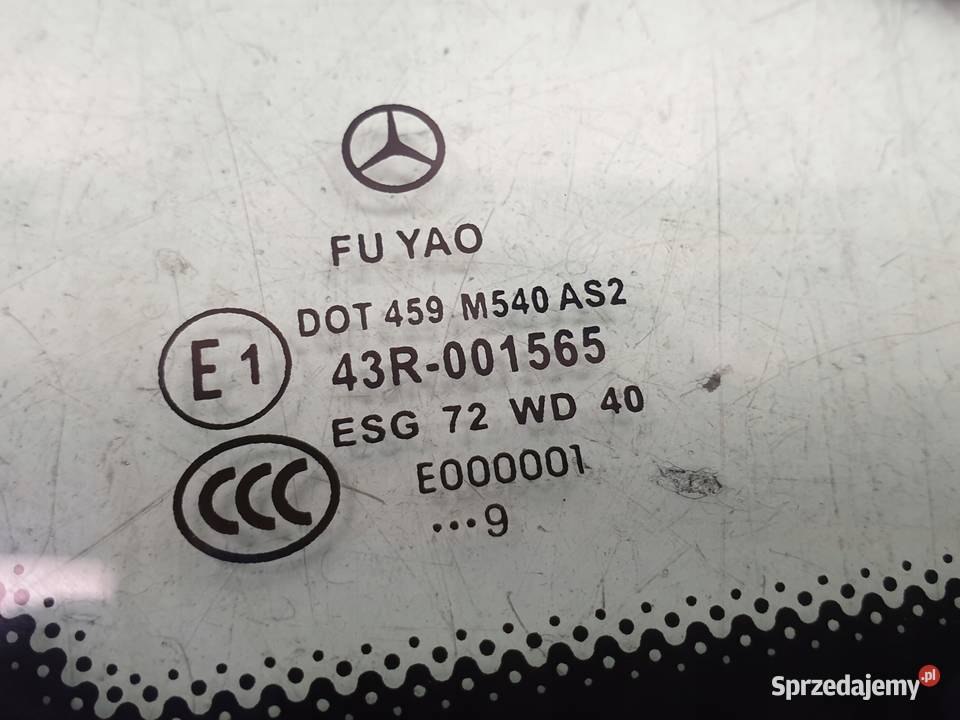 FU YAO
DOT 459 M540 AS2
E1
43R-001565
ESG 72 WD 40
CCC
E000001
...9
Sprzedajemy.pl